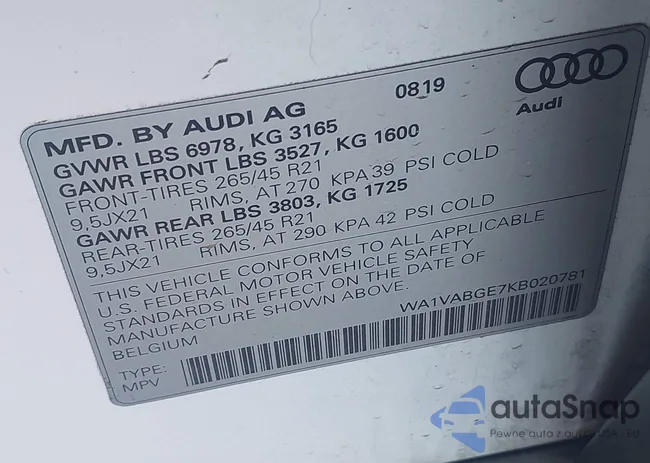 MFD. BY AUDI AG 0819
Audi
GVWR LBS 6978, KG 3165
GAWR FRONT LBS 3527, KG 1600
FRONT-TIRES 265/45 R21
9,5JX21 RIMS, AT 270 KPA 39 PSI COLD
GAWR REAR LBS 3803, KG 1725
REAR-TIRES 265/45 R21
9,5JX21 RIMS, AT 290 KPA 42 PSI COLD
THIS VEHICLE CONFORMS TO ALL APPLICABLE
U.S. FEDERAL MOTOR VEHICLE SAFETY
STANDARDS IN EFFECT ON THE DATE OF
MANUFACTURE SHOWN ABOVE.
BELGIUM
WA1VABGE7KB020781
TYPE:
MPV
autaSnap
Pewne auta z